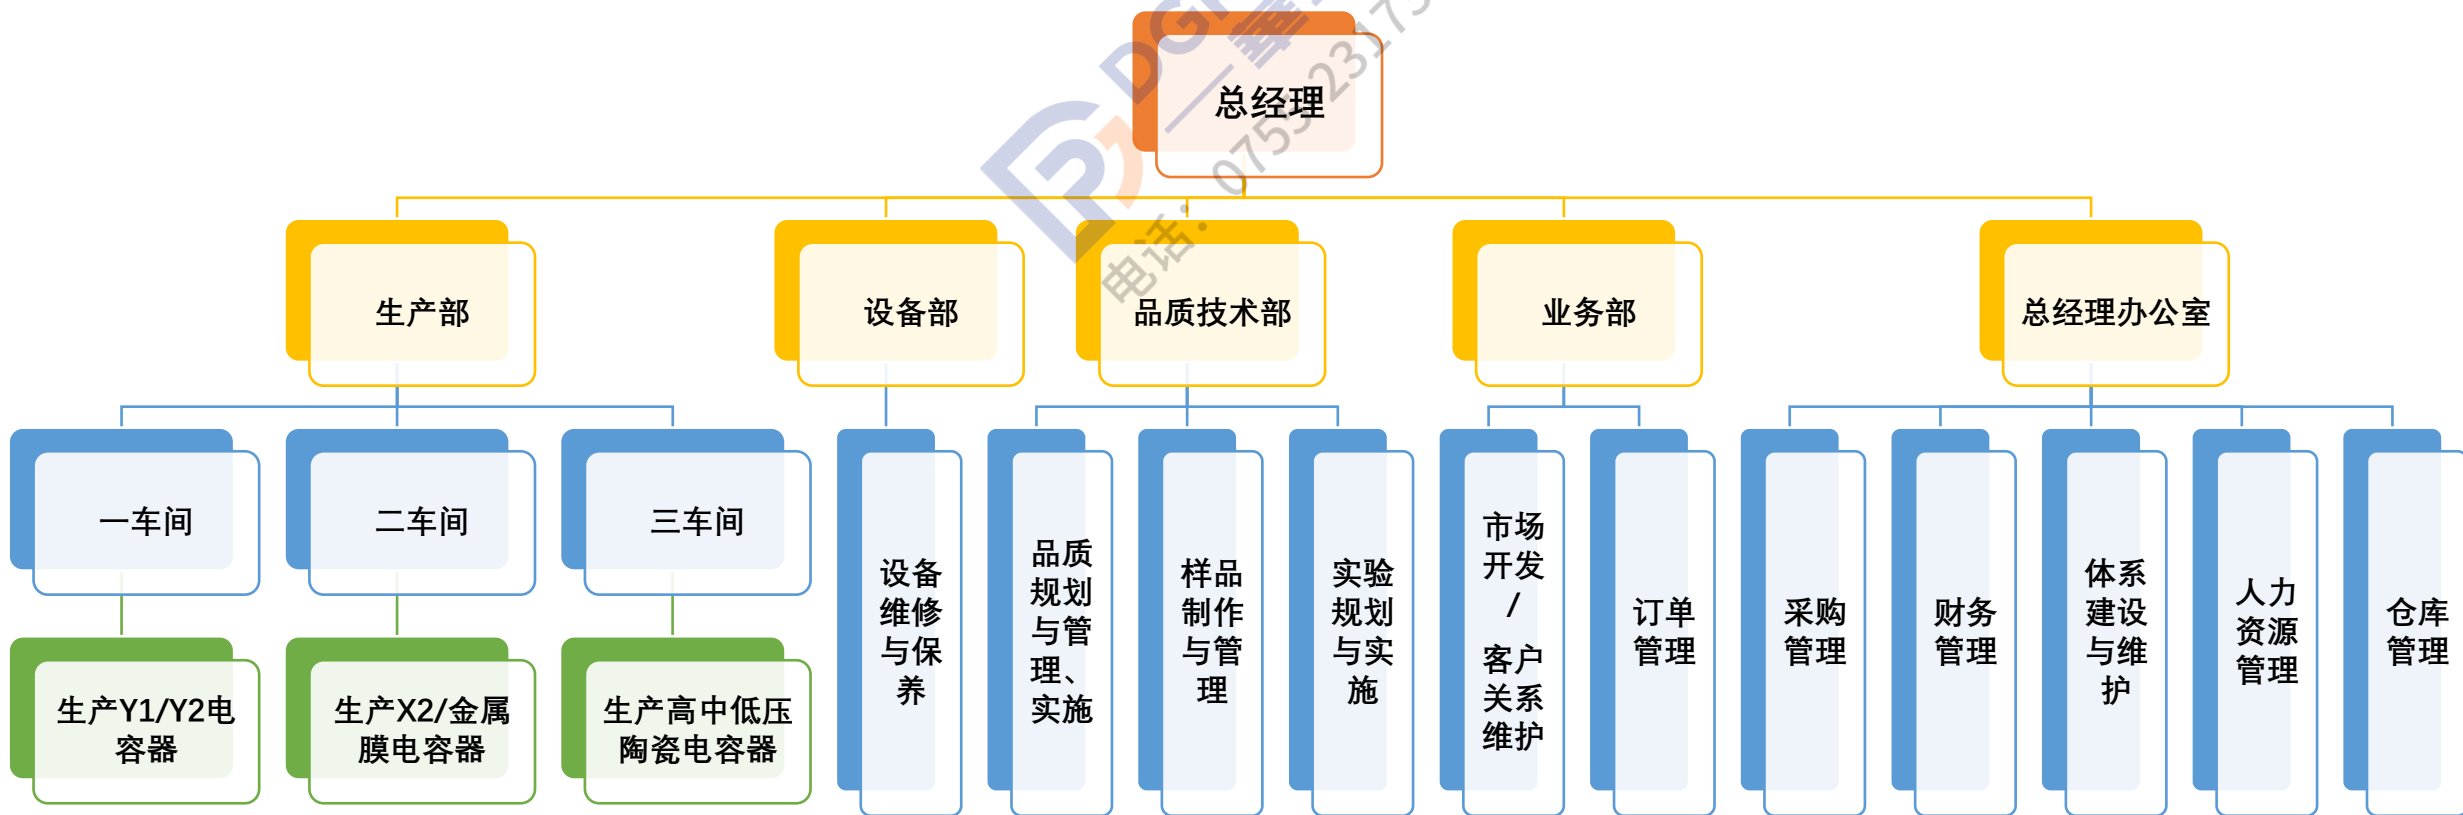 总经理
生产部
设备部
品质技术部
业务部
总经理办公室
一车间
二车间
三车间
生产Y1/Y2电
容器
生产X2/金属
膜电容器
生产高中低压
陶瓷电容器
设备
维修
与保
养
品质
规划
与管
理、
实施
样品
制作
与管
理
实验
规划
与实
施
市场
开发
/
客户
关系
维护
订单
管理
采购
管理
财务
管理
体系
建设
与维
护
人力
资源
管理
仓库
管理
电话：0755-2317